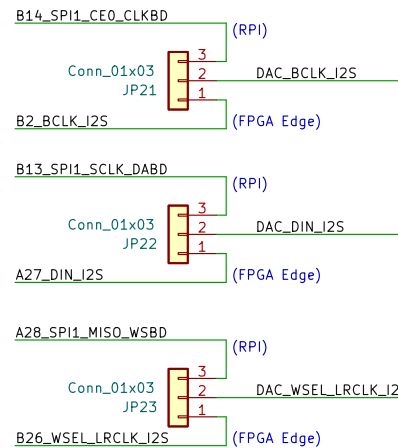 B14_SPI1_CE0_CLKBD
(RPI)
3
Conn_01x03
2
DAC_BCLK_I2S
JP21
1
B2_BCLK_I2S
(FPGA Edge)
B13_SPI1_SCLK_DABD
(RPI)
3
Conn_01x03
2
DAC_DIN_I2S
JP22
1
A27_DIN_I2S
(FPGA Edge)
A28_SPI1_MISO_WSBD
(RPI)
3
Conn_01x03
2
DAC_WSEL_LRCLK_I2
JP23
1
B26_WSEL_LRCLK_I2S
(FPGA Edge)